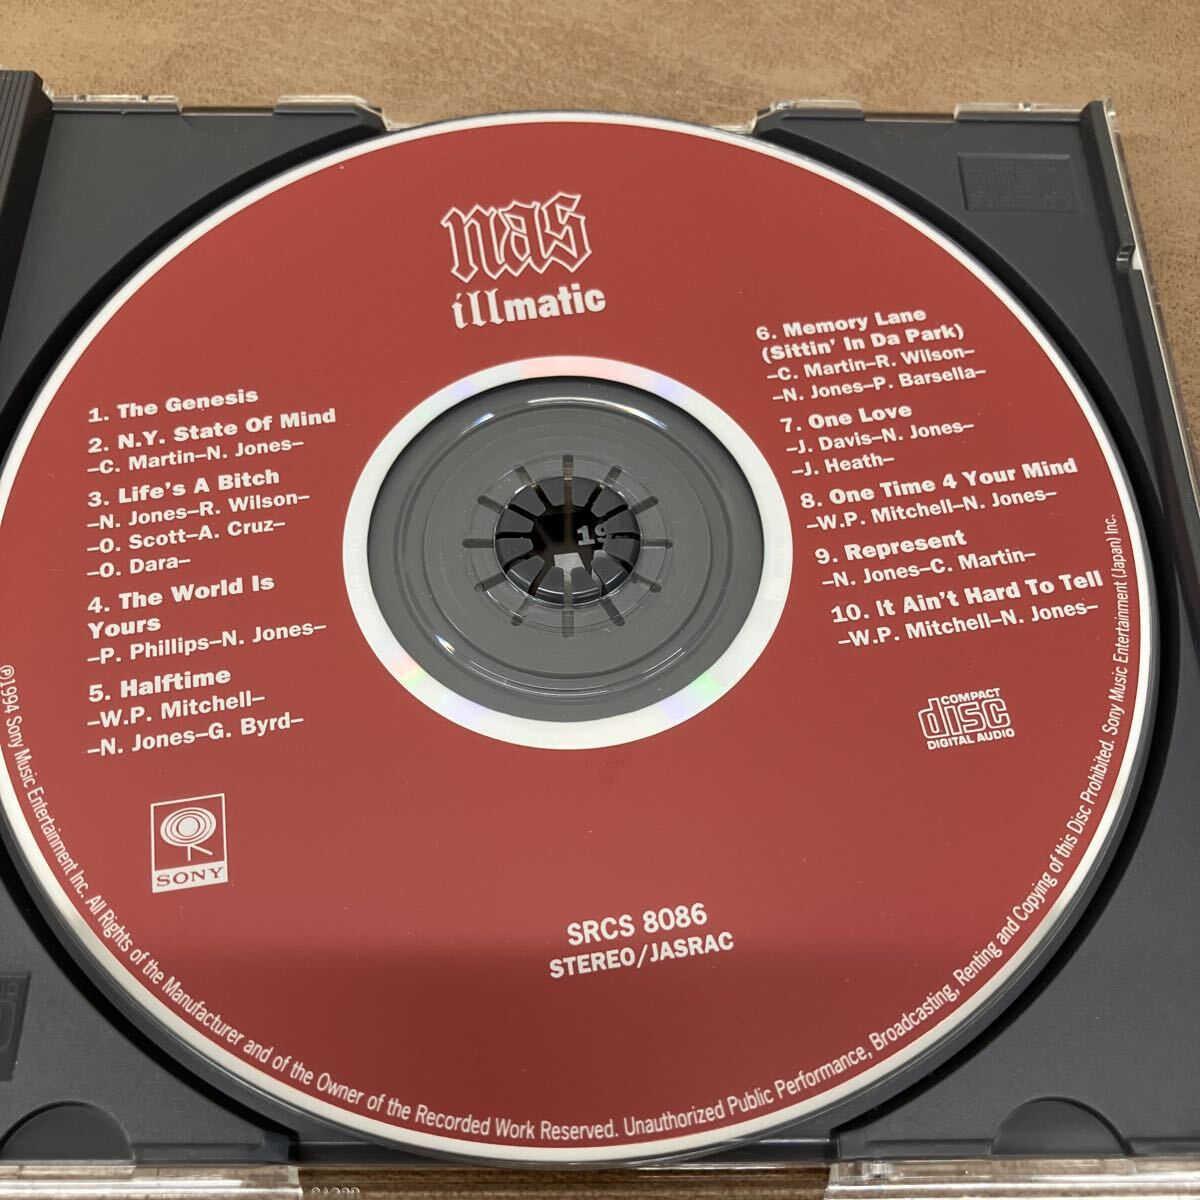 nas
illmatic
1. The Genesis
2. N.Y. State Of Mind
–C. Martin–N. Jones–
3. Life's A Bitch
–N. Jones–R. Wilson–
–O. Scott–A. Cruz–
–O. Dara–
4. The World Is
Yours
–P. Phillips–N. Jones–
5. Halftime
–W.P. Mitchell–
–N. Jones–G. Byrd–
6. Memory Lane
(Sittin' In Da Park)
–C. Martin–R. Wilson–
–N. Jones–P. Barsella–
7. One Love
–J. Davis–N. Jones–
–J. Heath–
8. One Time 4 Your Mind
–W.P. Mitchell–N. Jones–
9. Represent
–N. Jones–C. Martin–
10. It Ain't Hard To Tell
–W.P. Mitchell–N. Jones–
COMPACT
disc
DIGITAL AUDIO
SONY
SRCS 8086
STEREO/JASRAC
℗1994 Sony Music Entertainment Inc. All Rights of the Manufacturer and of the Owner of the Recorded Work Reserved. Unauthorized Public Performance, Broadcasting, Renting and Copying of this Disc Prohibited. Sony Music Entertainment (Japan) Inc.
19